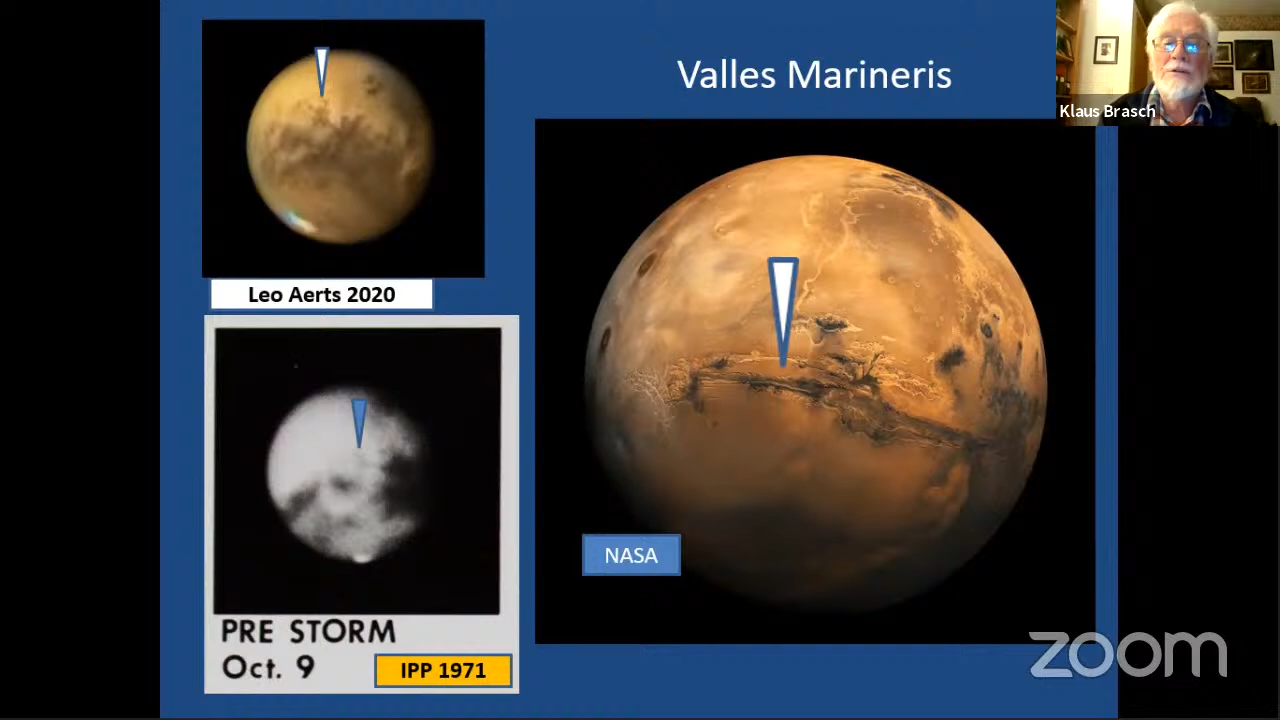 Valles Marineris
Klaus Brasch
Leo Aerts 2020
NASA
PRE STORM
Oct. 9
IPP 1971
zoom